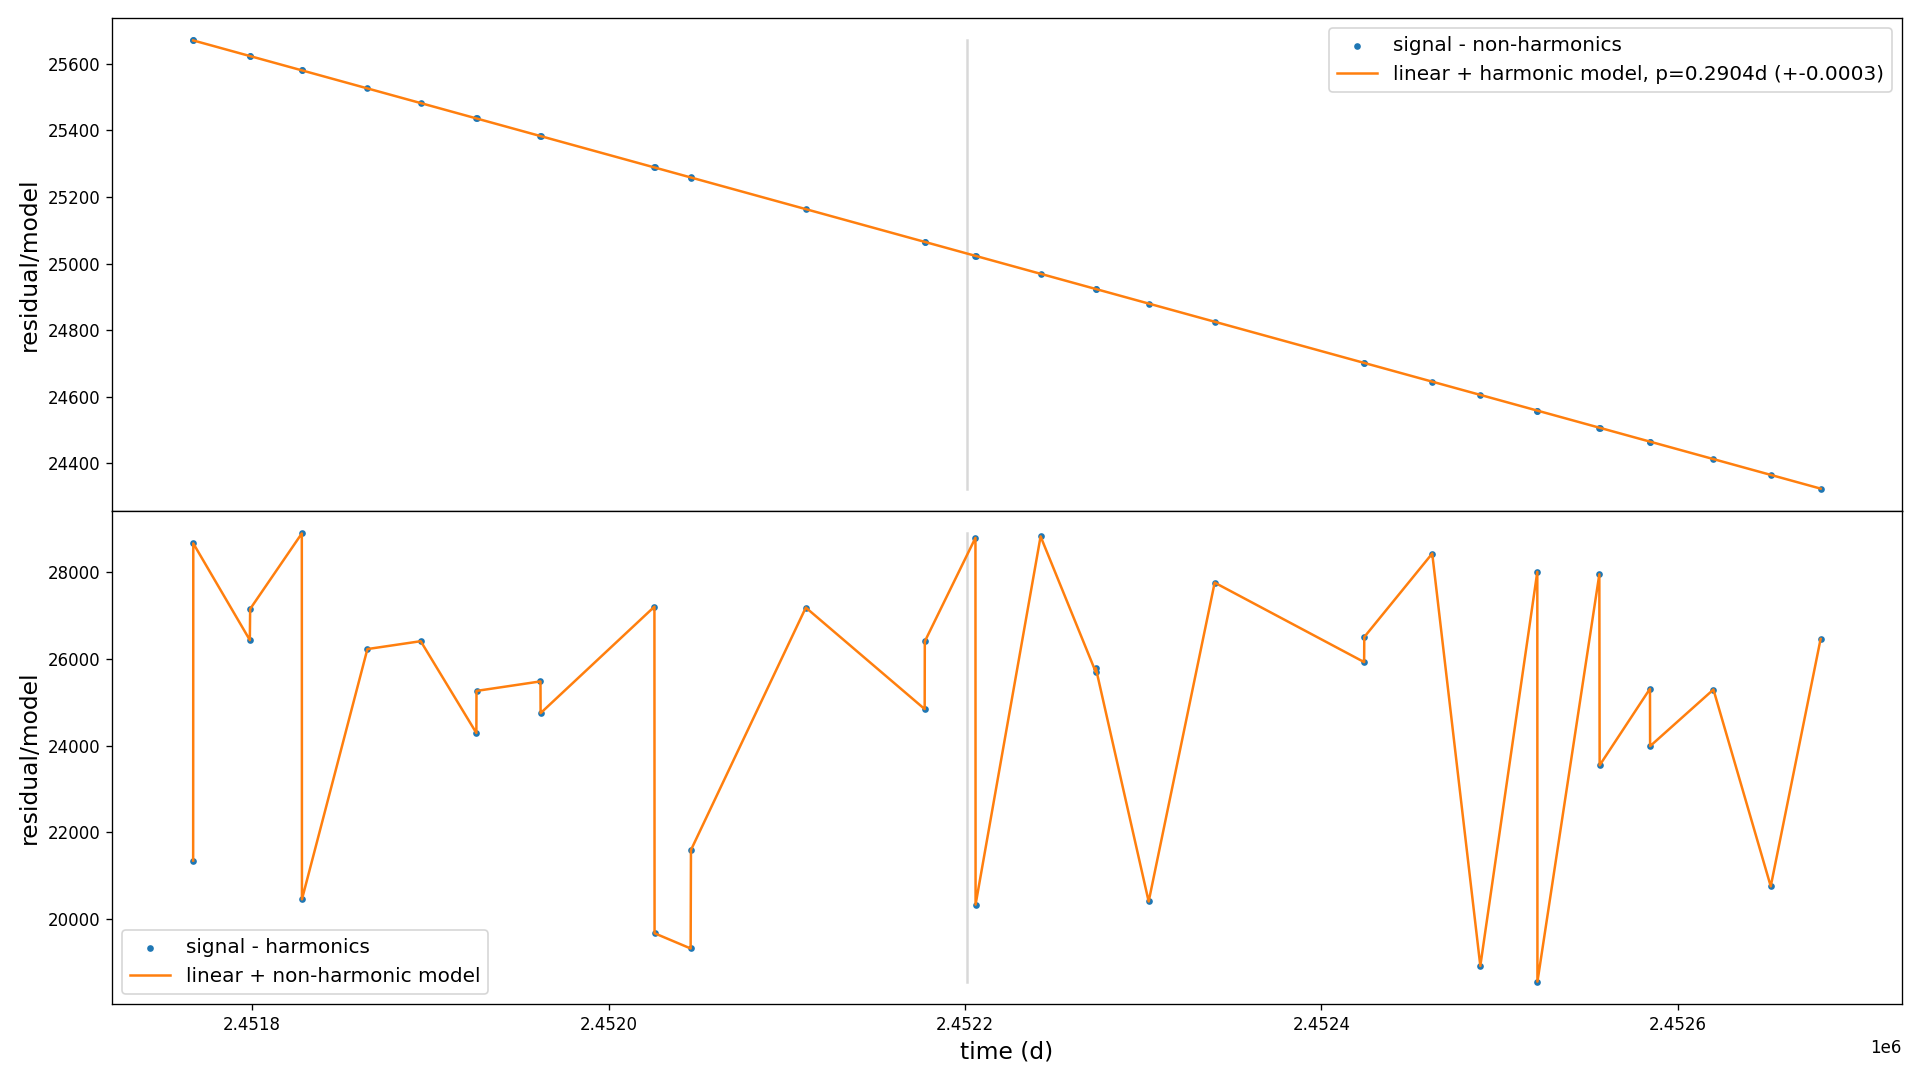 signal - non-harmonics
linear + harmonic model, p=0.2904d (+-0.0003)
residual/model
25600
25400
25200
25000
24800
24600
24400
residual/model
28000
26000
24000
22000
20000
signal - harmonics
linear + non-harmonic model
2.4518
2.4520
2.4522
2.4524
2.4526
1e6
time (d)